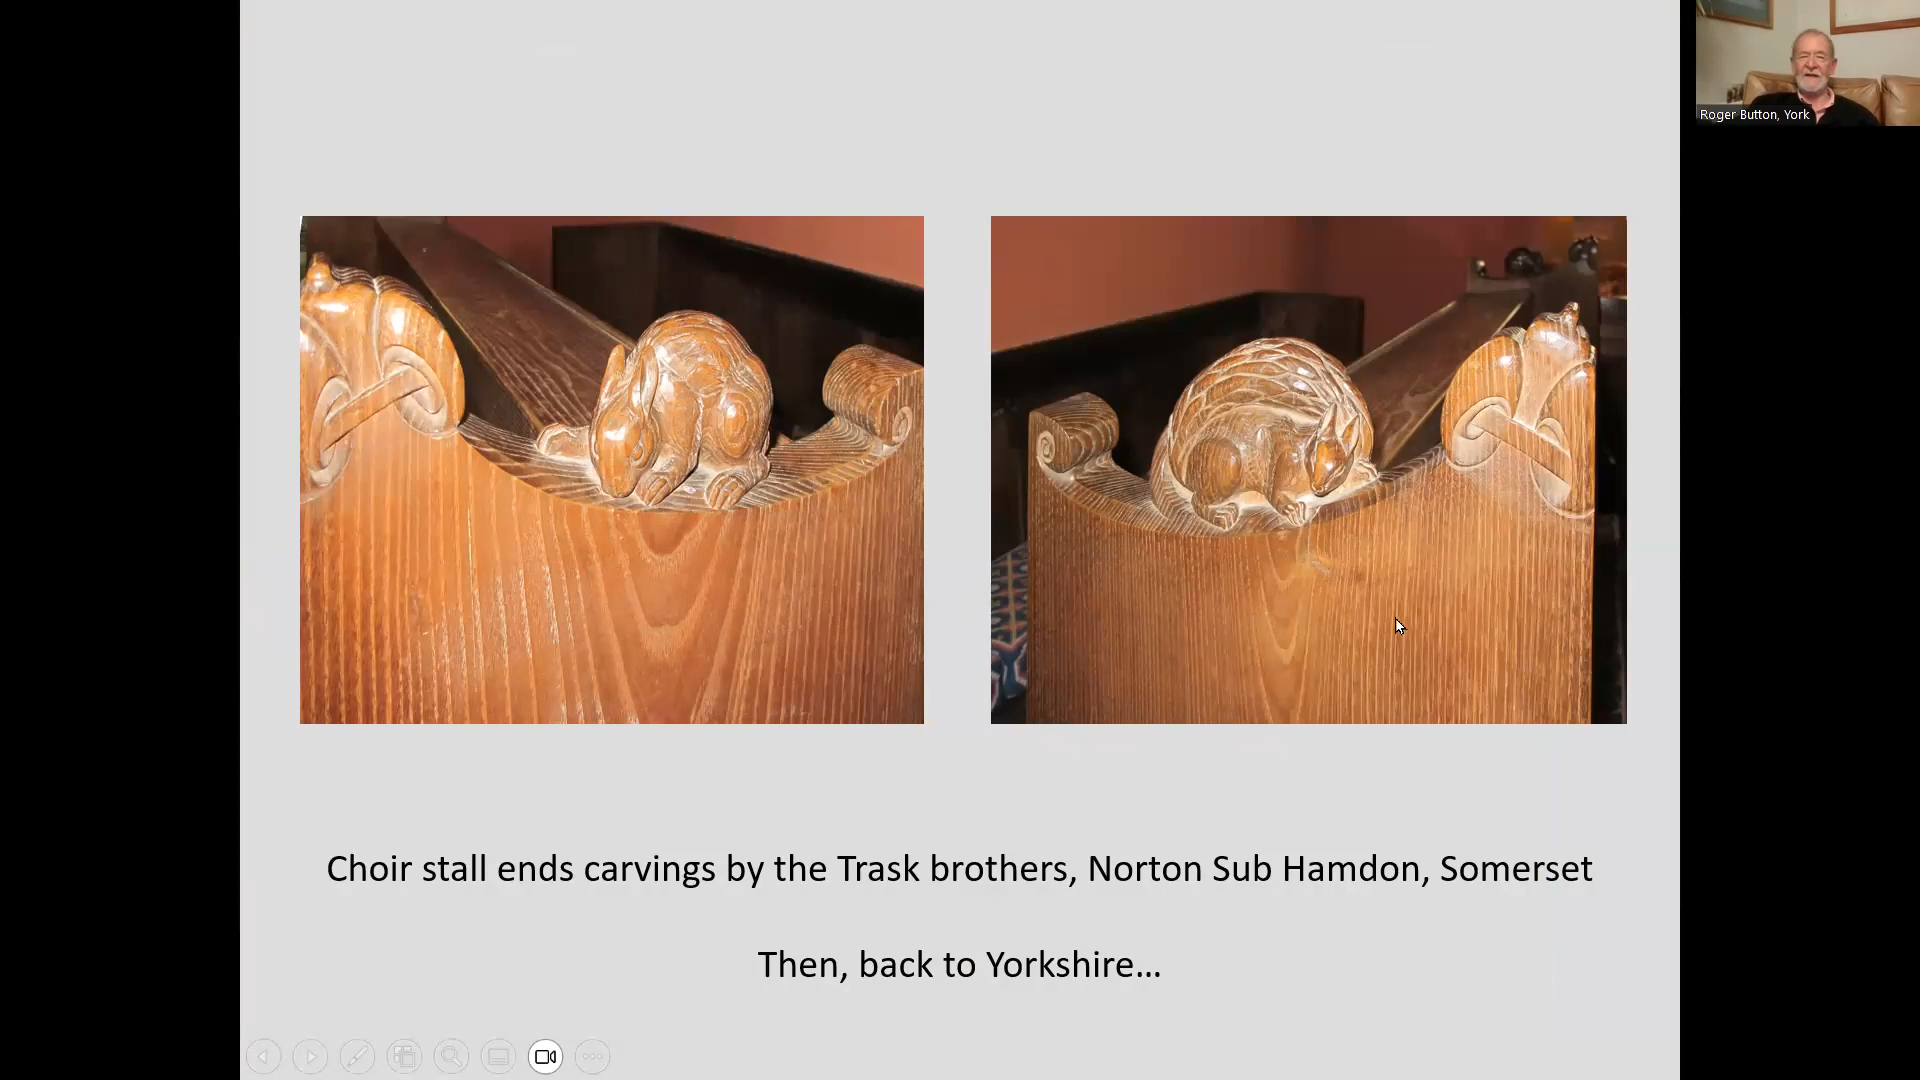 Roger Button, York
Choir stall ends carvings by the Trask brothers, Norton Sub Hamdon, Somerset
Then, back to Yorkshire...